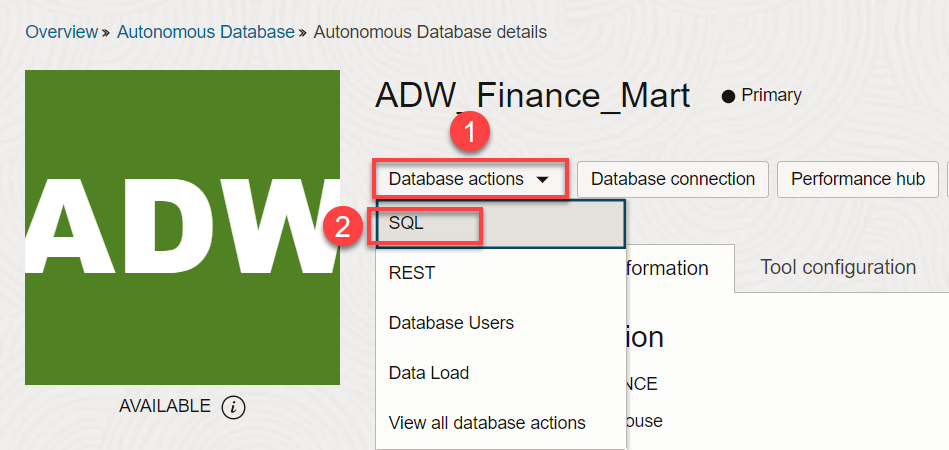 Overview » Autonomous Database » Autonomous Database details
ADW
AVAILABLE i
ADW_Finance_Mart
Primary
1
Database actions
Database connection
Performance hub
2
SQL
REST
Database Users
Data Load
View all database actions
formation
Tool configuration
ion
NCE
ouse